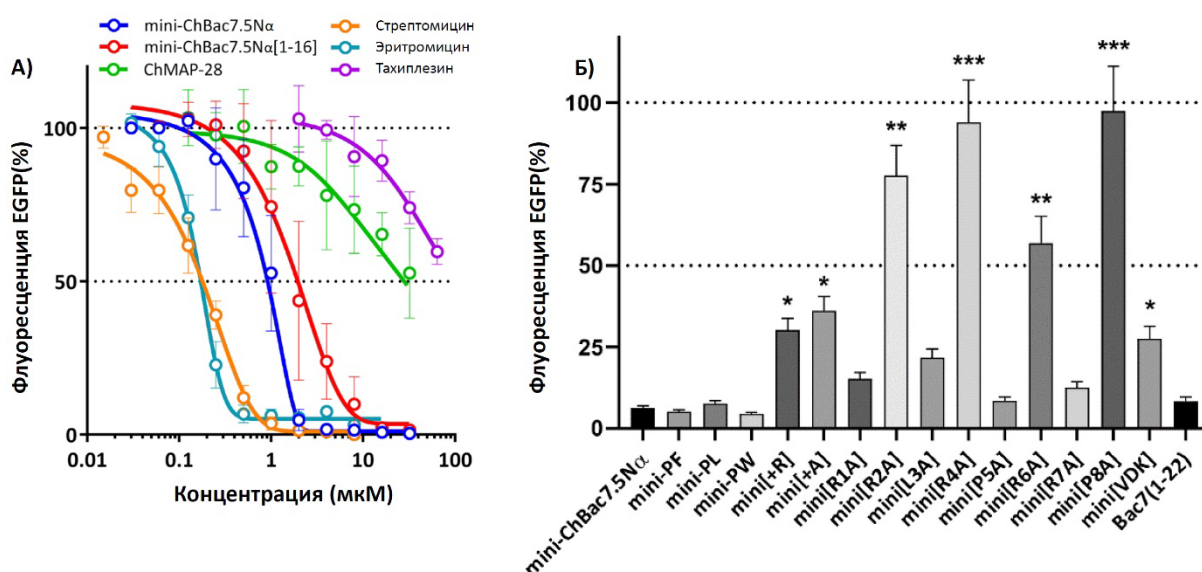 А)
mini-ChBac7.5Nα
mini-ChBac7.5Nα[1-16]
ChMAP-28
Стрептомицин
Эритромицин
Тахиплезин
Флуоресценция EGFP(%)
100
50
0
0.01
0.1
1
10
100
Концентрация (мкМ)
Б)
Флуоресценция EGFP(%)
100
75
50
25
0
*
*
**
***
**
***
*
mini-ChBac7.5Nα
mini-PF
mini-PL
mini-PW
mini[+R]
mini[+A]
mini[R1A]
mini[R2A]
mini[L3A]
mini[R4A]
mini[P5A]
mini[R6A]
mini[R7A]
mini[P8A]
mini[VDK]
Bac7(1-22)